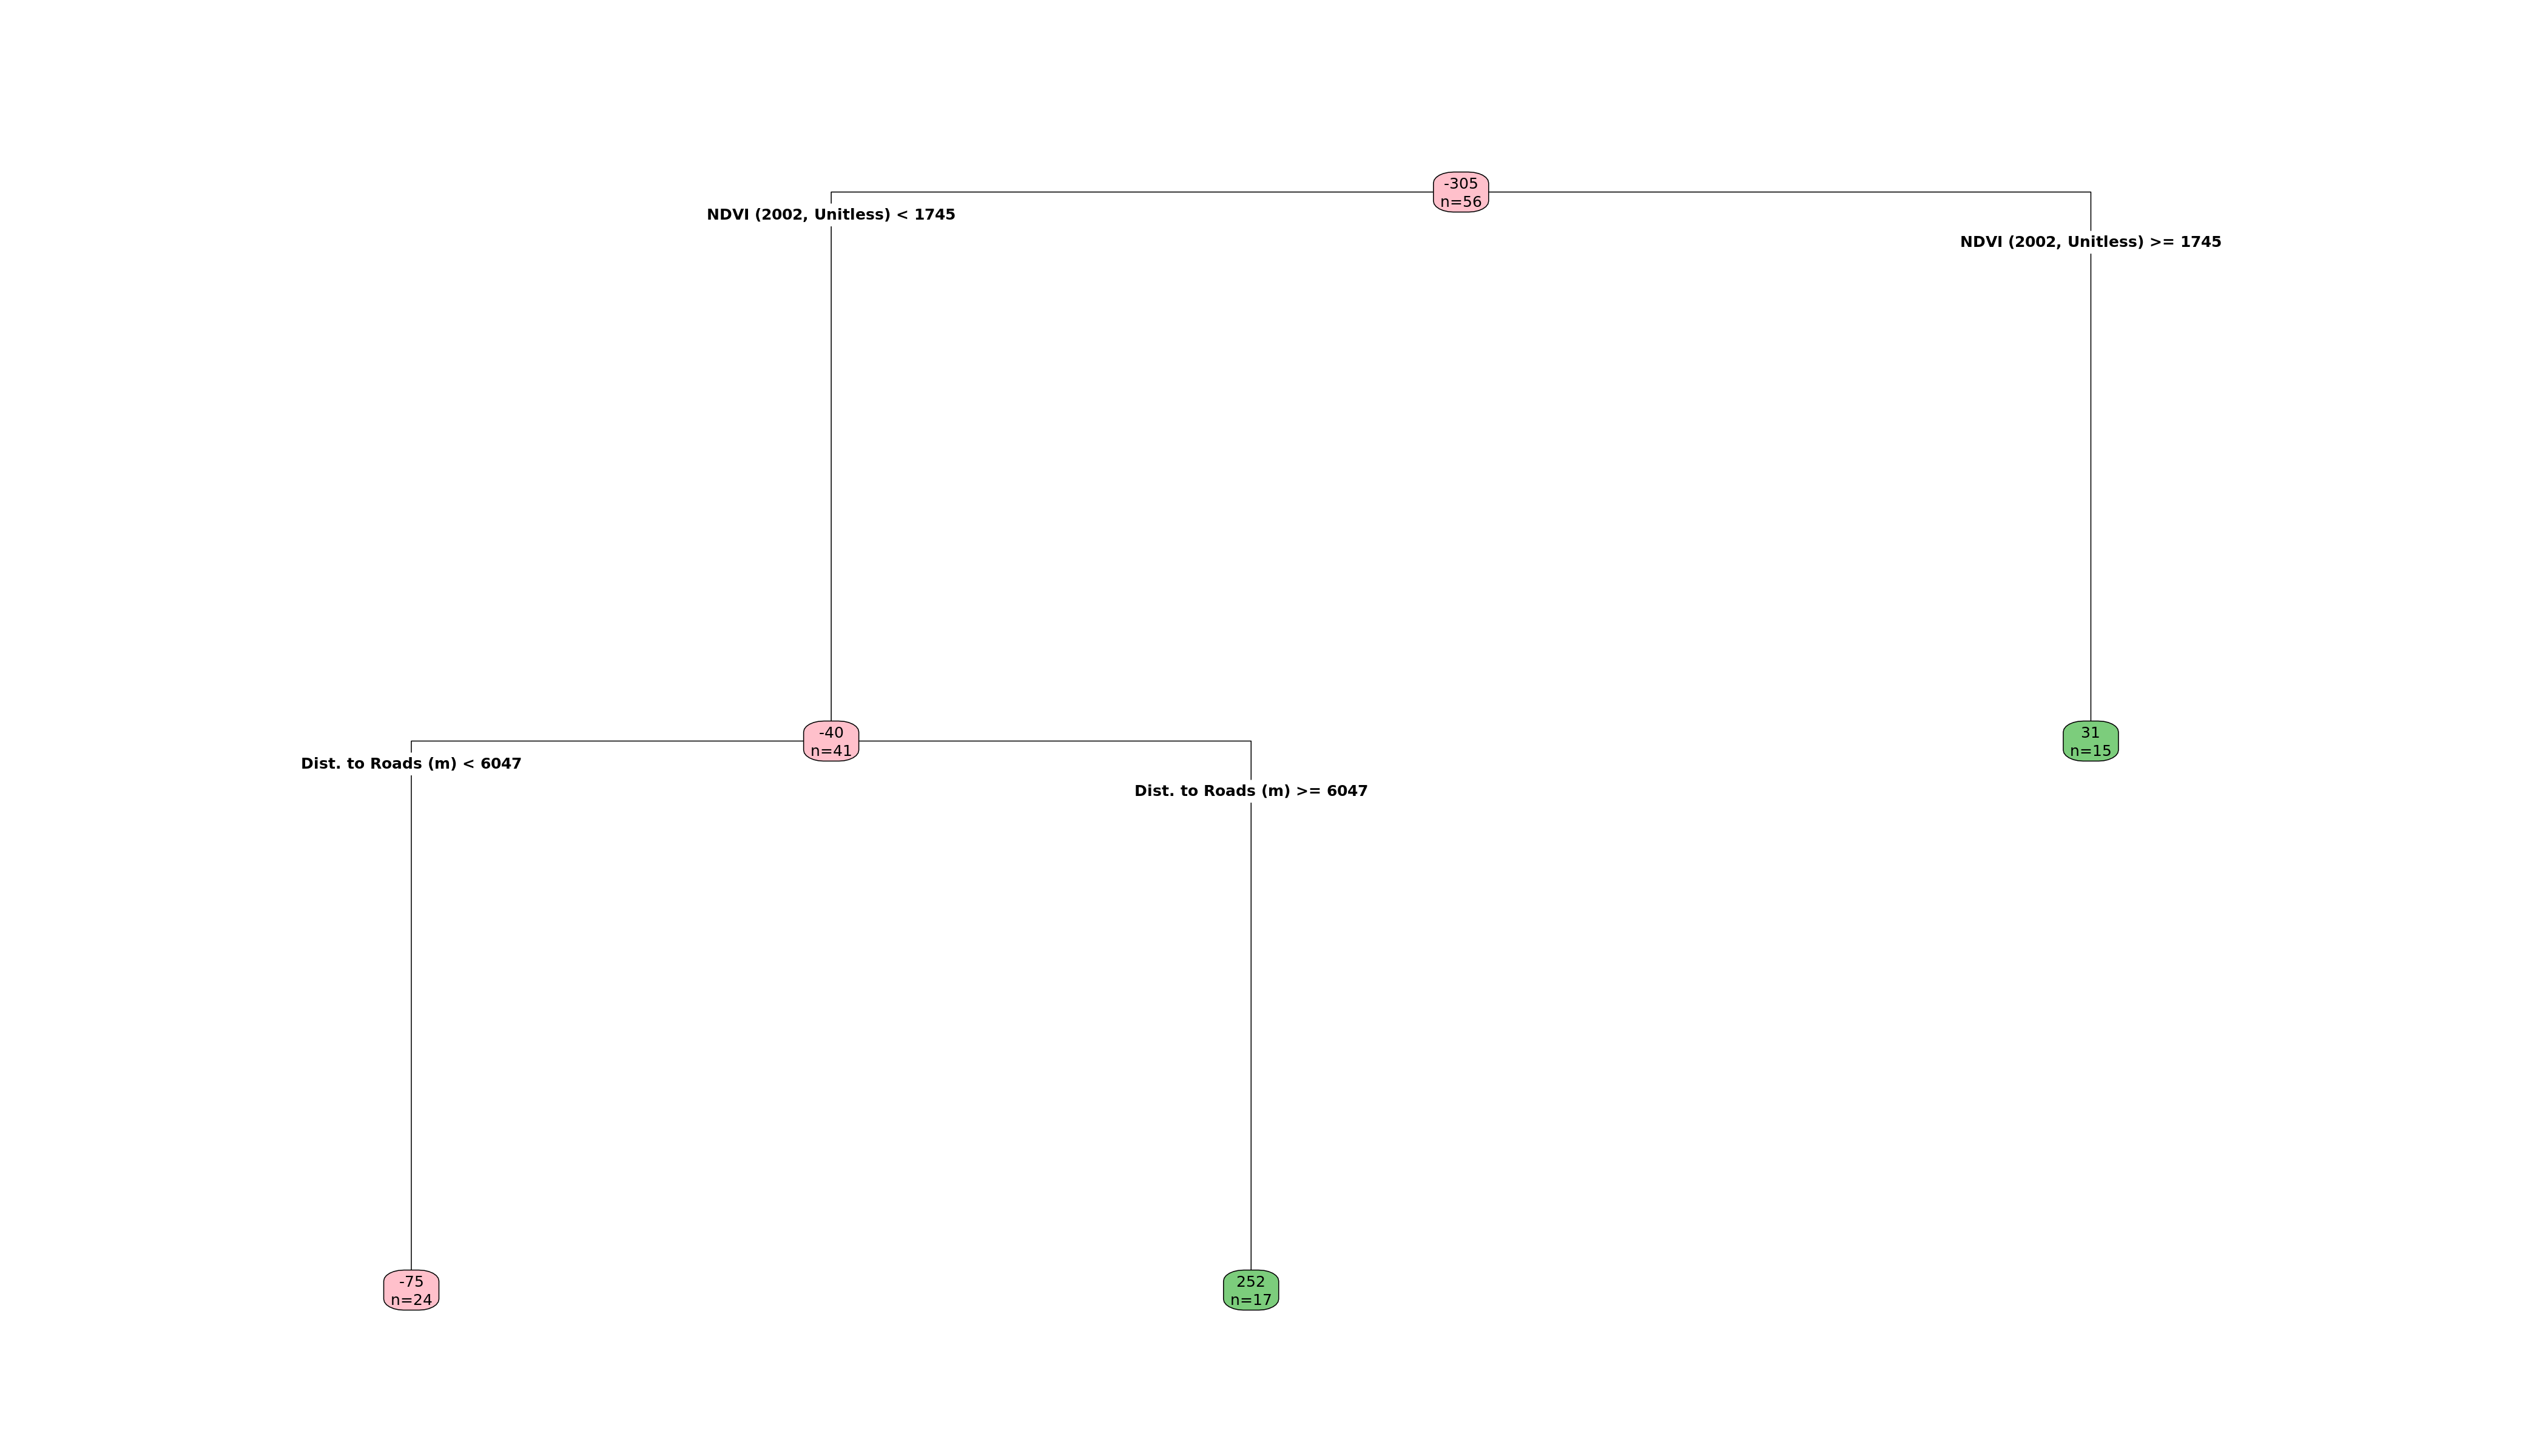 -305
n=56
NDVI (2002, Unitless) < 1745
NDVI (2002, Unitless) >= 1745
-40
n=41
31
n=15
Dist. to Roads (m) < 6047
Dist. to Roads (m) >= 6047
-75
n=24
252
n=17